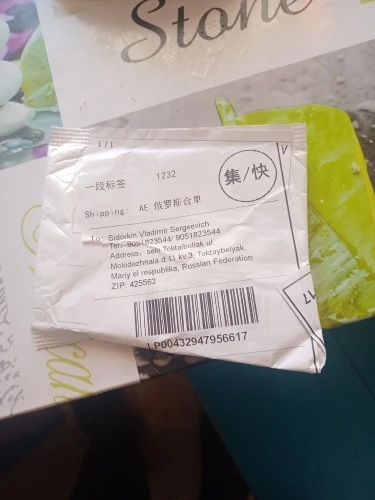 Stone
1/1
一段标签 1232
集/快
A
Shipping: AE 俄罗斯合单
To: Sidorkin Vladimir Sergeevich
Tel: 9051823544/ 9051823544
Address: selo Toktaibeliak ul
Molodezhnaia d.11 kv.3, Toktaybelyak,
Mariy el respublika, Russian Federation
ZIP: 425562
17
LP00432947956617